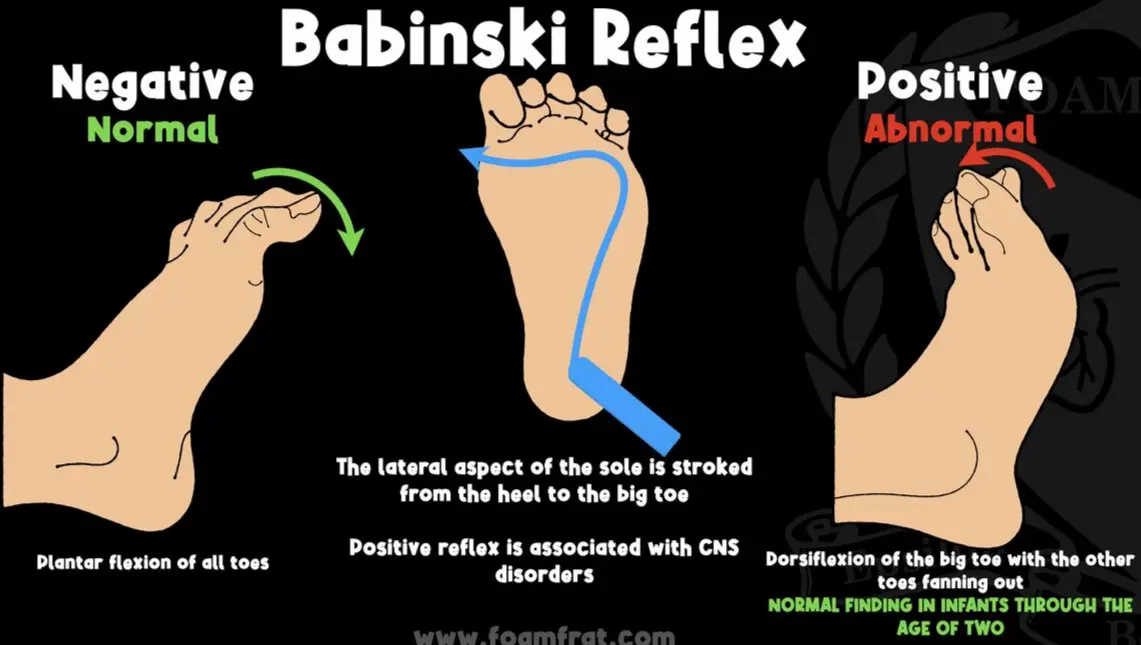 Babinski Reflex
Negative
Normal
Plantar flexion of all toes
The lateral aspect of the sole is stroked
from the heel to the big toe
Positive reflex is associated with CNS
disorders
www.foamfrat.com
Positive
Abnormal
Dorsiflexion of the big toe with the other
toes fanning out
NORMAL FINDING IN INFANTS THROUGH THE
AGE OF TWO
FOAM